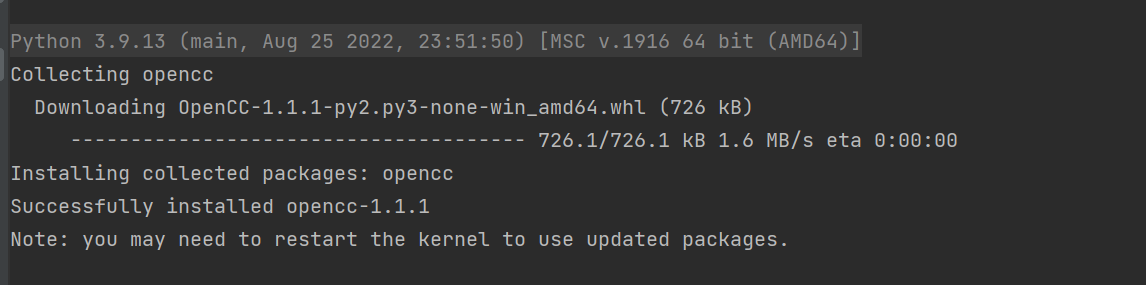 Python 3.9.13 (main, Aug 25 2022, 23:51:50) [MSC v.1916 64 bit (AMD64)]
Collecting opencc
  Downloading OpenCC-1.1.1-py2.py3-none-win_amd64.whl (726 kB)
     -------------------------------------- 726.1/726.1 kB 1.6 MB/s eta 0:00:00
Installing collected packages: opencc
Successfully installed opencc-1.1.1
Note: you may need to restart the kernel to use updated packages.